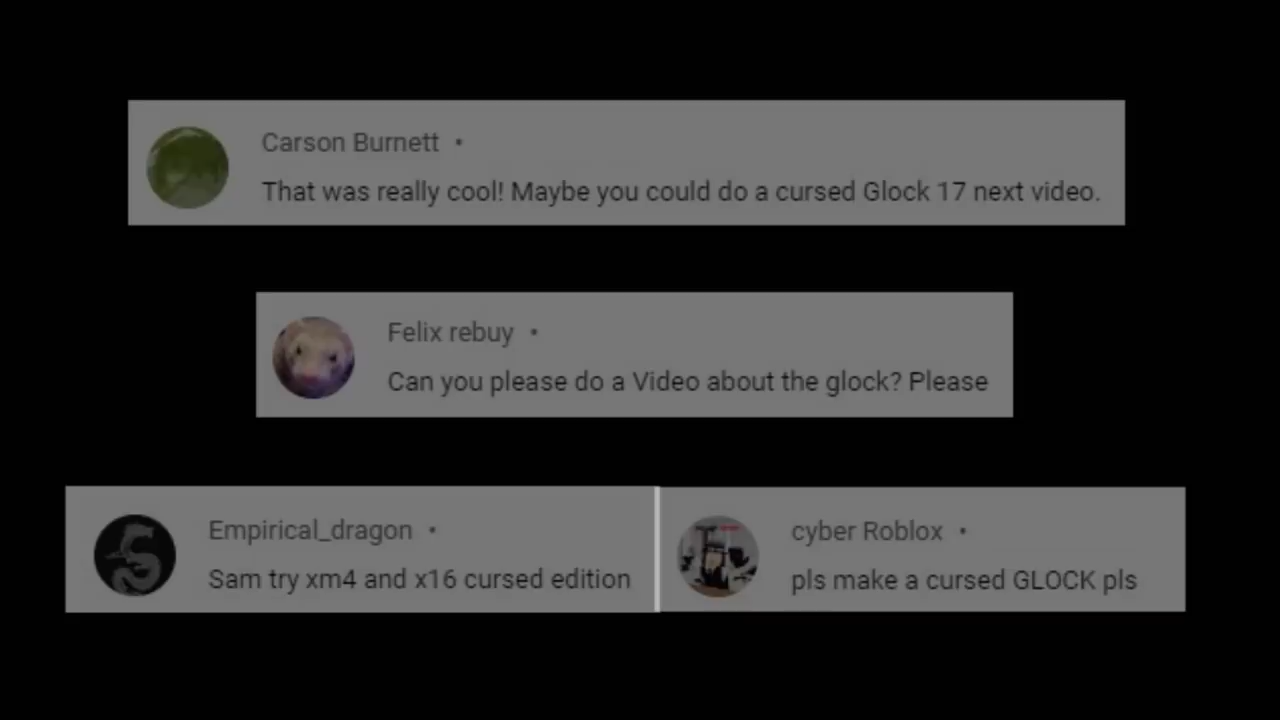 Carson Burnett •
That was really cool! Maybe you could do a cursed Glock 17 next video.
Felix rebuy •
Can you please do a Video about the glock? Please
Empirical_dragon •
Sam try xm4 and x16 cursed edition
cyber Roblox •
pls make a cursed GLOCK pls